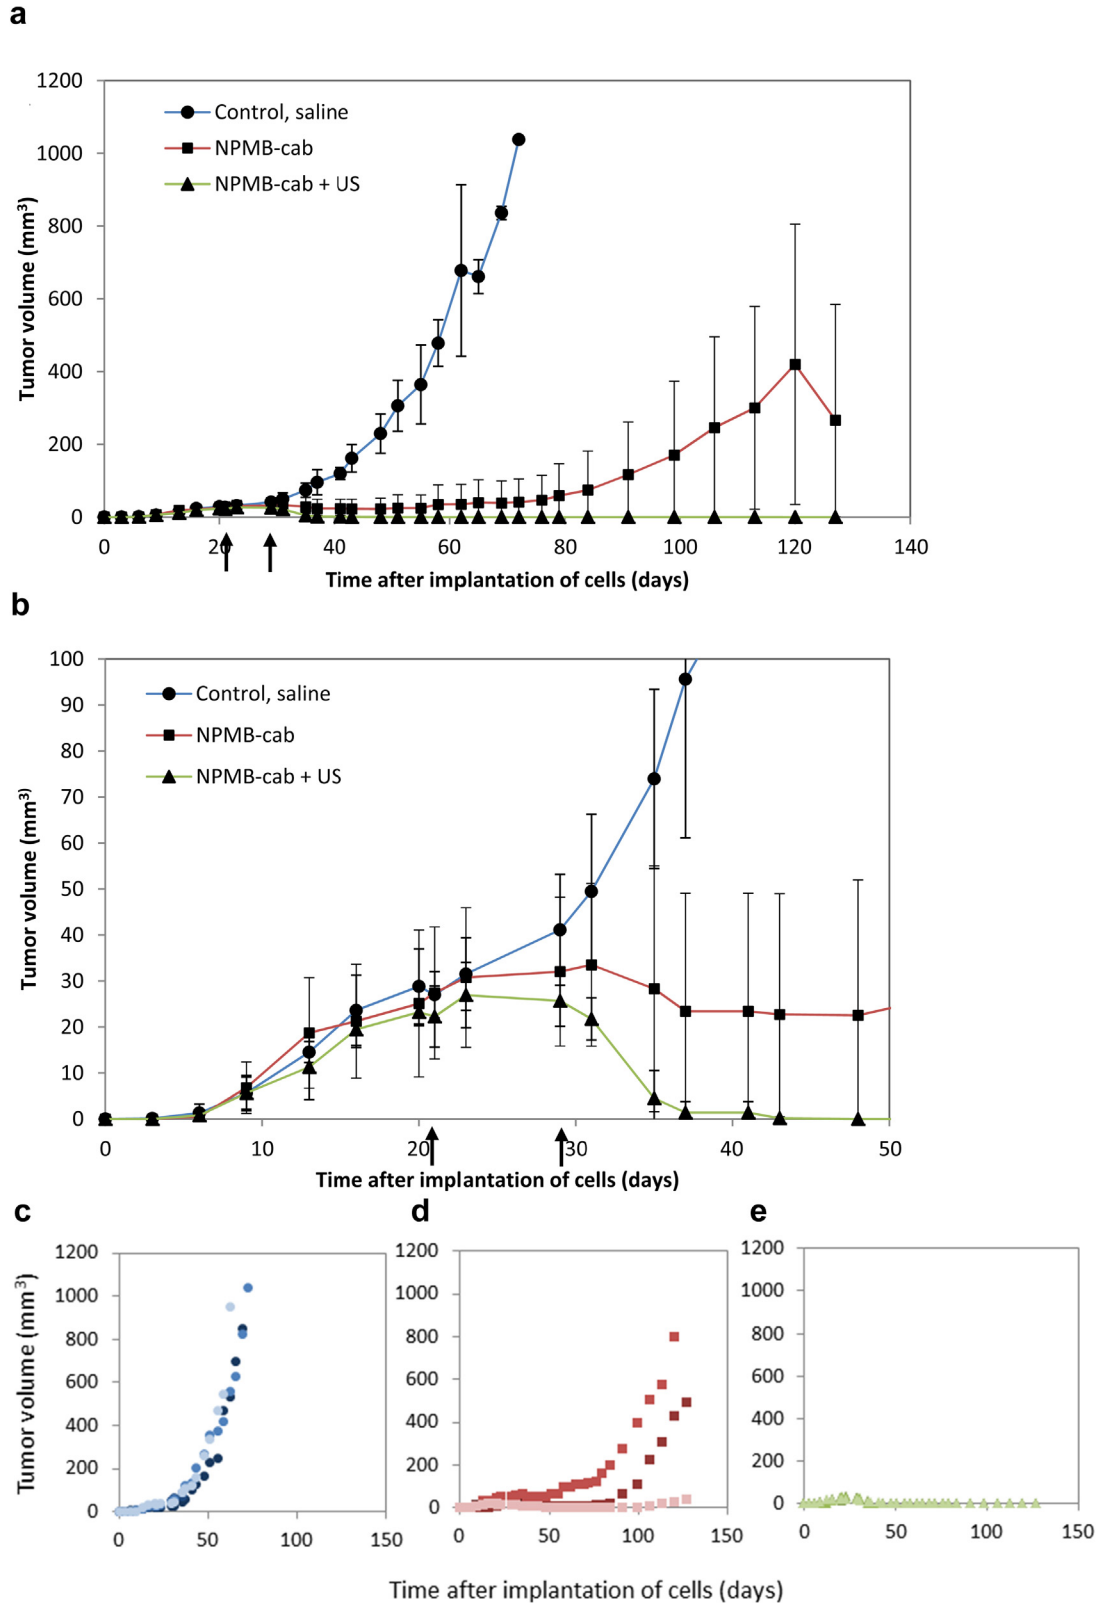 a
1200
1000
800
600
400
200
0
Tumor volume (mm³)
Control, saline
NPMB-cab
NPMB-cab + US
0 20 40 60 80 100 120 140
Time after implantation of cells (days)
b
100
90
80
70
60
50
40
30
20
10
0
Tumor volume (mm³)
Control, saline
NPMB-cab
NPMB-cab + US
0 10 20 30 40 50
Time after implantation of cells (days)
c
Tumor volume (mm³)
1200
1000
800
600
400
200
0
0 50 100 150
d
1200
1000
800
600
400
200
0
0 50 100 150
e
1200
1000
800
600
400
200
0
0 50 100 150
Time after implantation of cells (days)